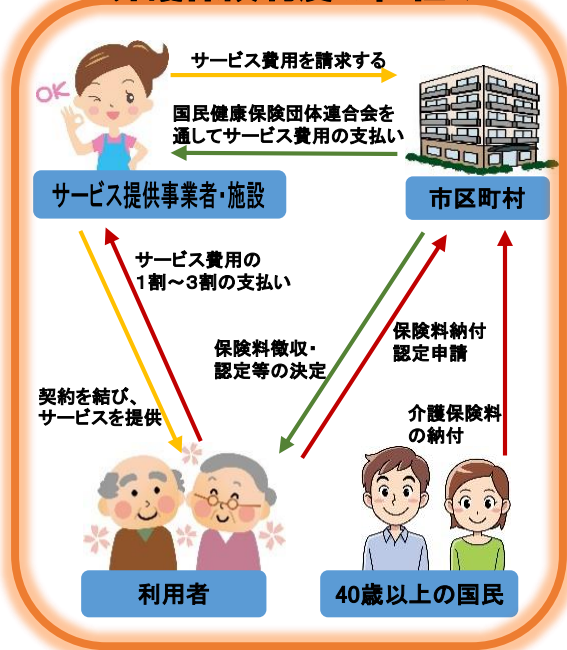 OK
サービス費用を請求する
国民健康保険団体連合会を
通してサービス費用の支払い
サービス提供事業者・施設
市区町村
サービス費用の
１割～３割の支払い
保険料徴収・
認定等の決定
保険料納付
認定申請
契約を結び、
サービスを提供
介護保険料
の納付
利用者
40歳以上の国民